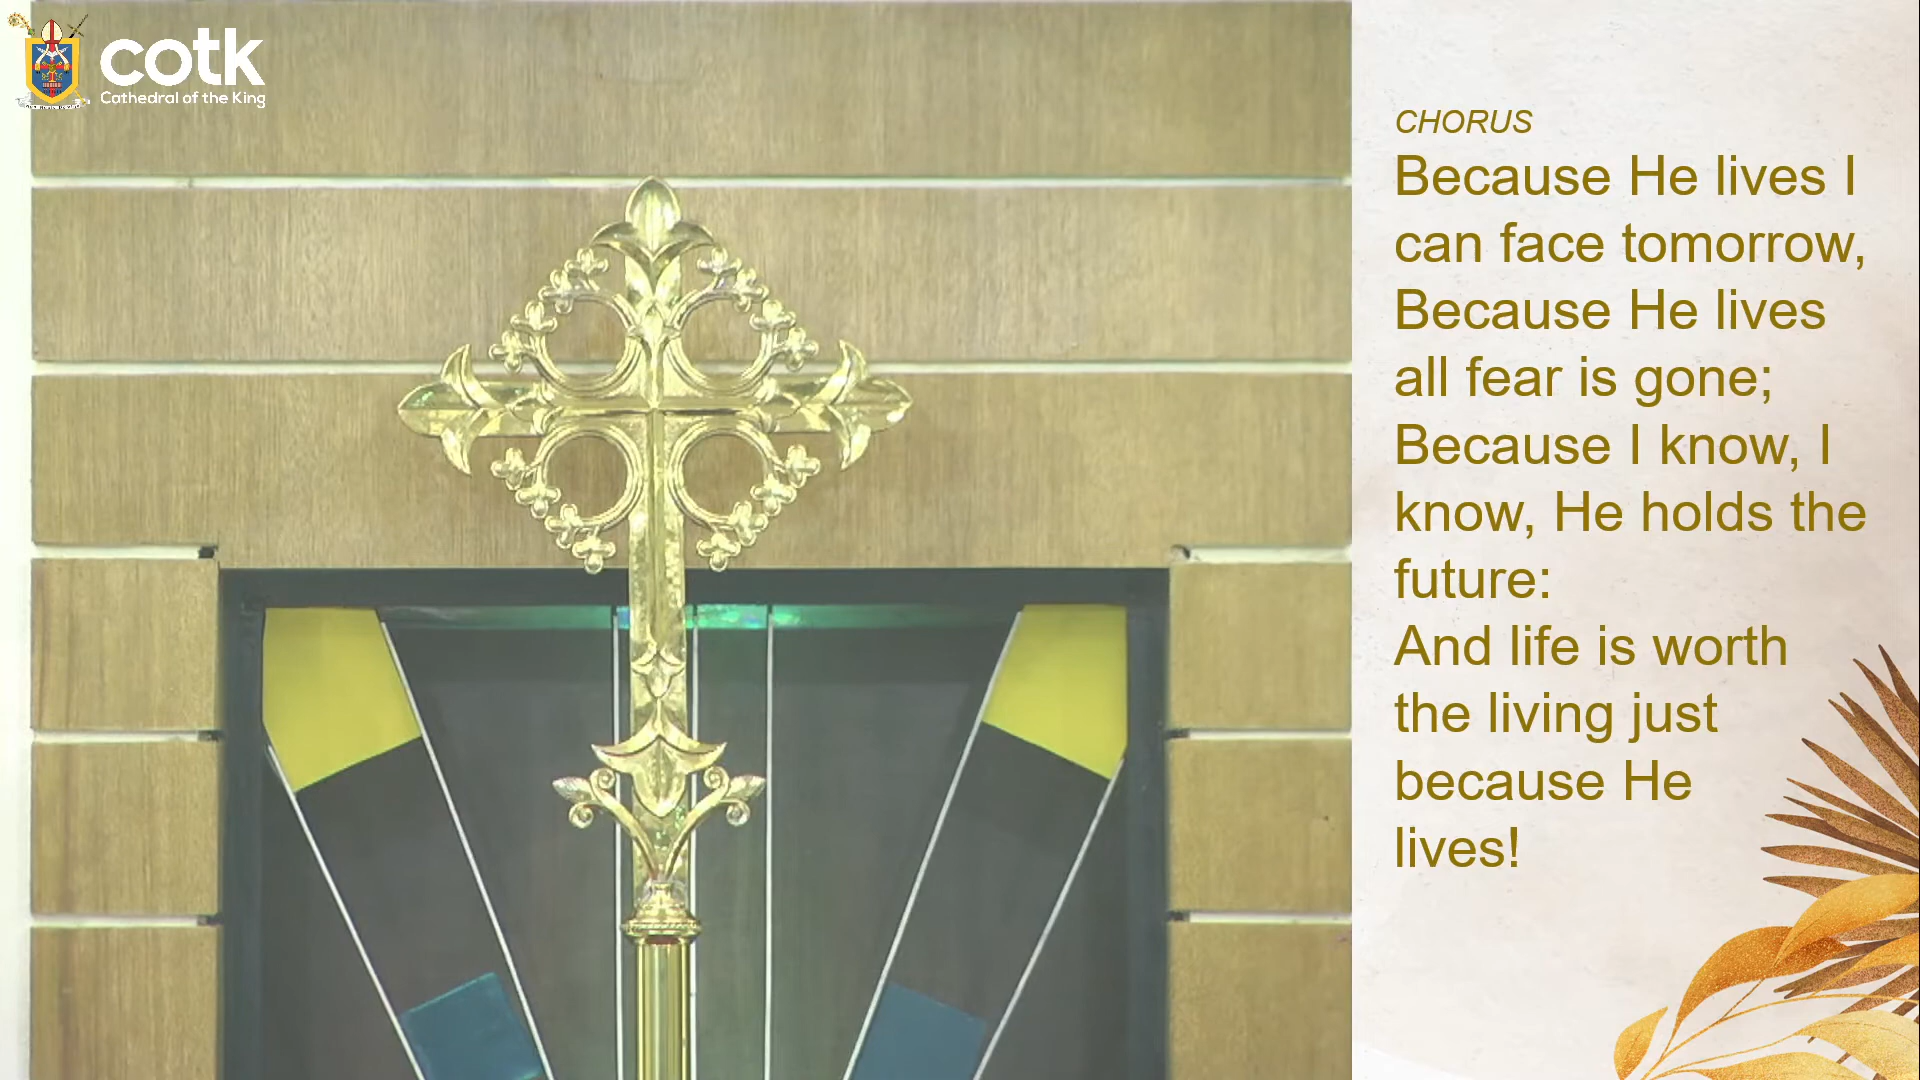 cotk
Cathedral of the King
CHORUS
Because He lives I
can face tomorrow,
Because He lives
all fear is gone;
Because I know, I
know, He holds the
future:
And life is worth
the living just
because He
lives!